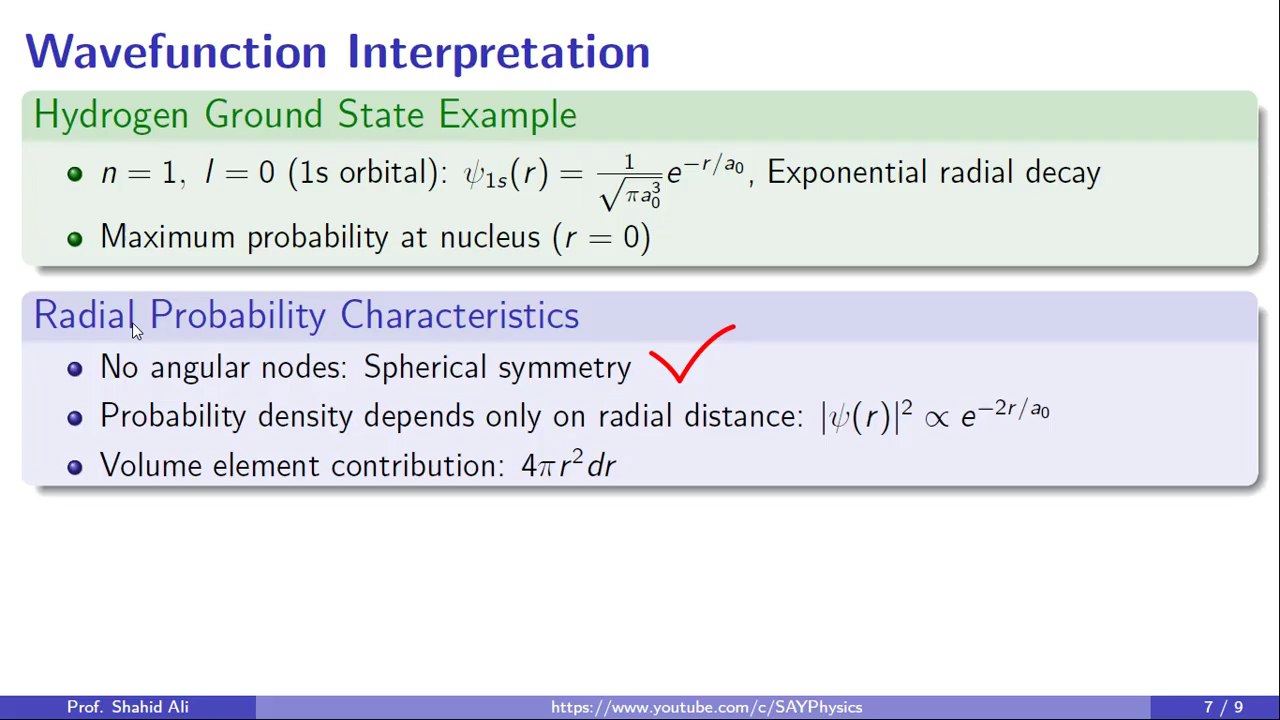 Wavefunction Interpretation
Hydrogen Ground State Example
n = 1, l = 0 (1s orbital): ψ₁ₛ(r) = 1/√(πa₀³) e^(−r/a₀), Exponential radial decay
Maximum probability at nucleus (r = 0)
Radial Probability Characteristics
No angular nodes: Spherical symmetry
Probability density depends only on radial distance: |ψ(r)|² ∝ e^(−2r/a₀)
Volume element contribution: 4πr²dr
Prof. Shahid Ali https://www.youtube.com/c/SAYPhysics 7 / 9